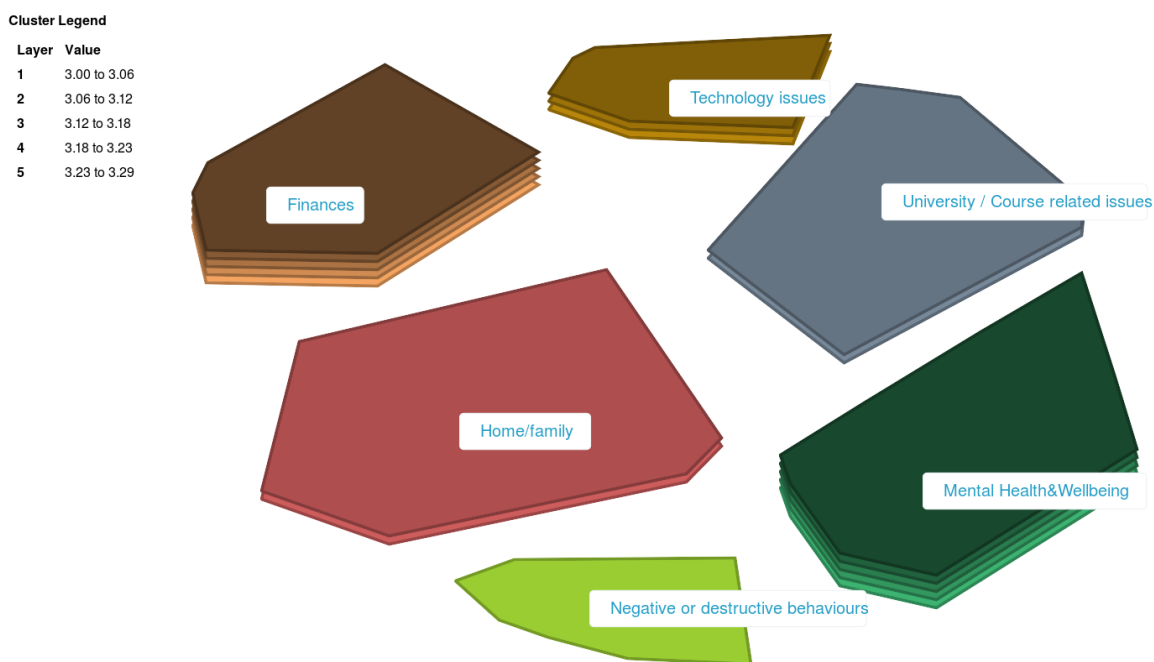 Cluster Legend
Layer Value
1 3.00 to 3.06
2 3.06 to 3.12
3 3.12 to 3.18
4 3.18 to 3.23
5 3.23 to 3.29
Technology issues
Finances
University / Course related issues
Home/family
Mental Health&Wellbeing
Negative or destructive behaviours